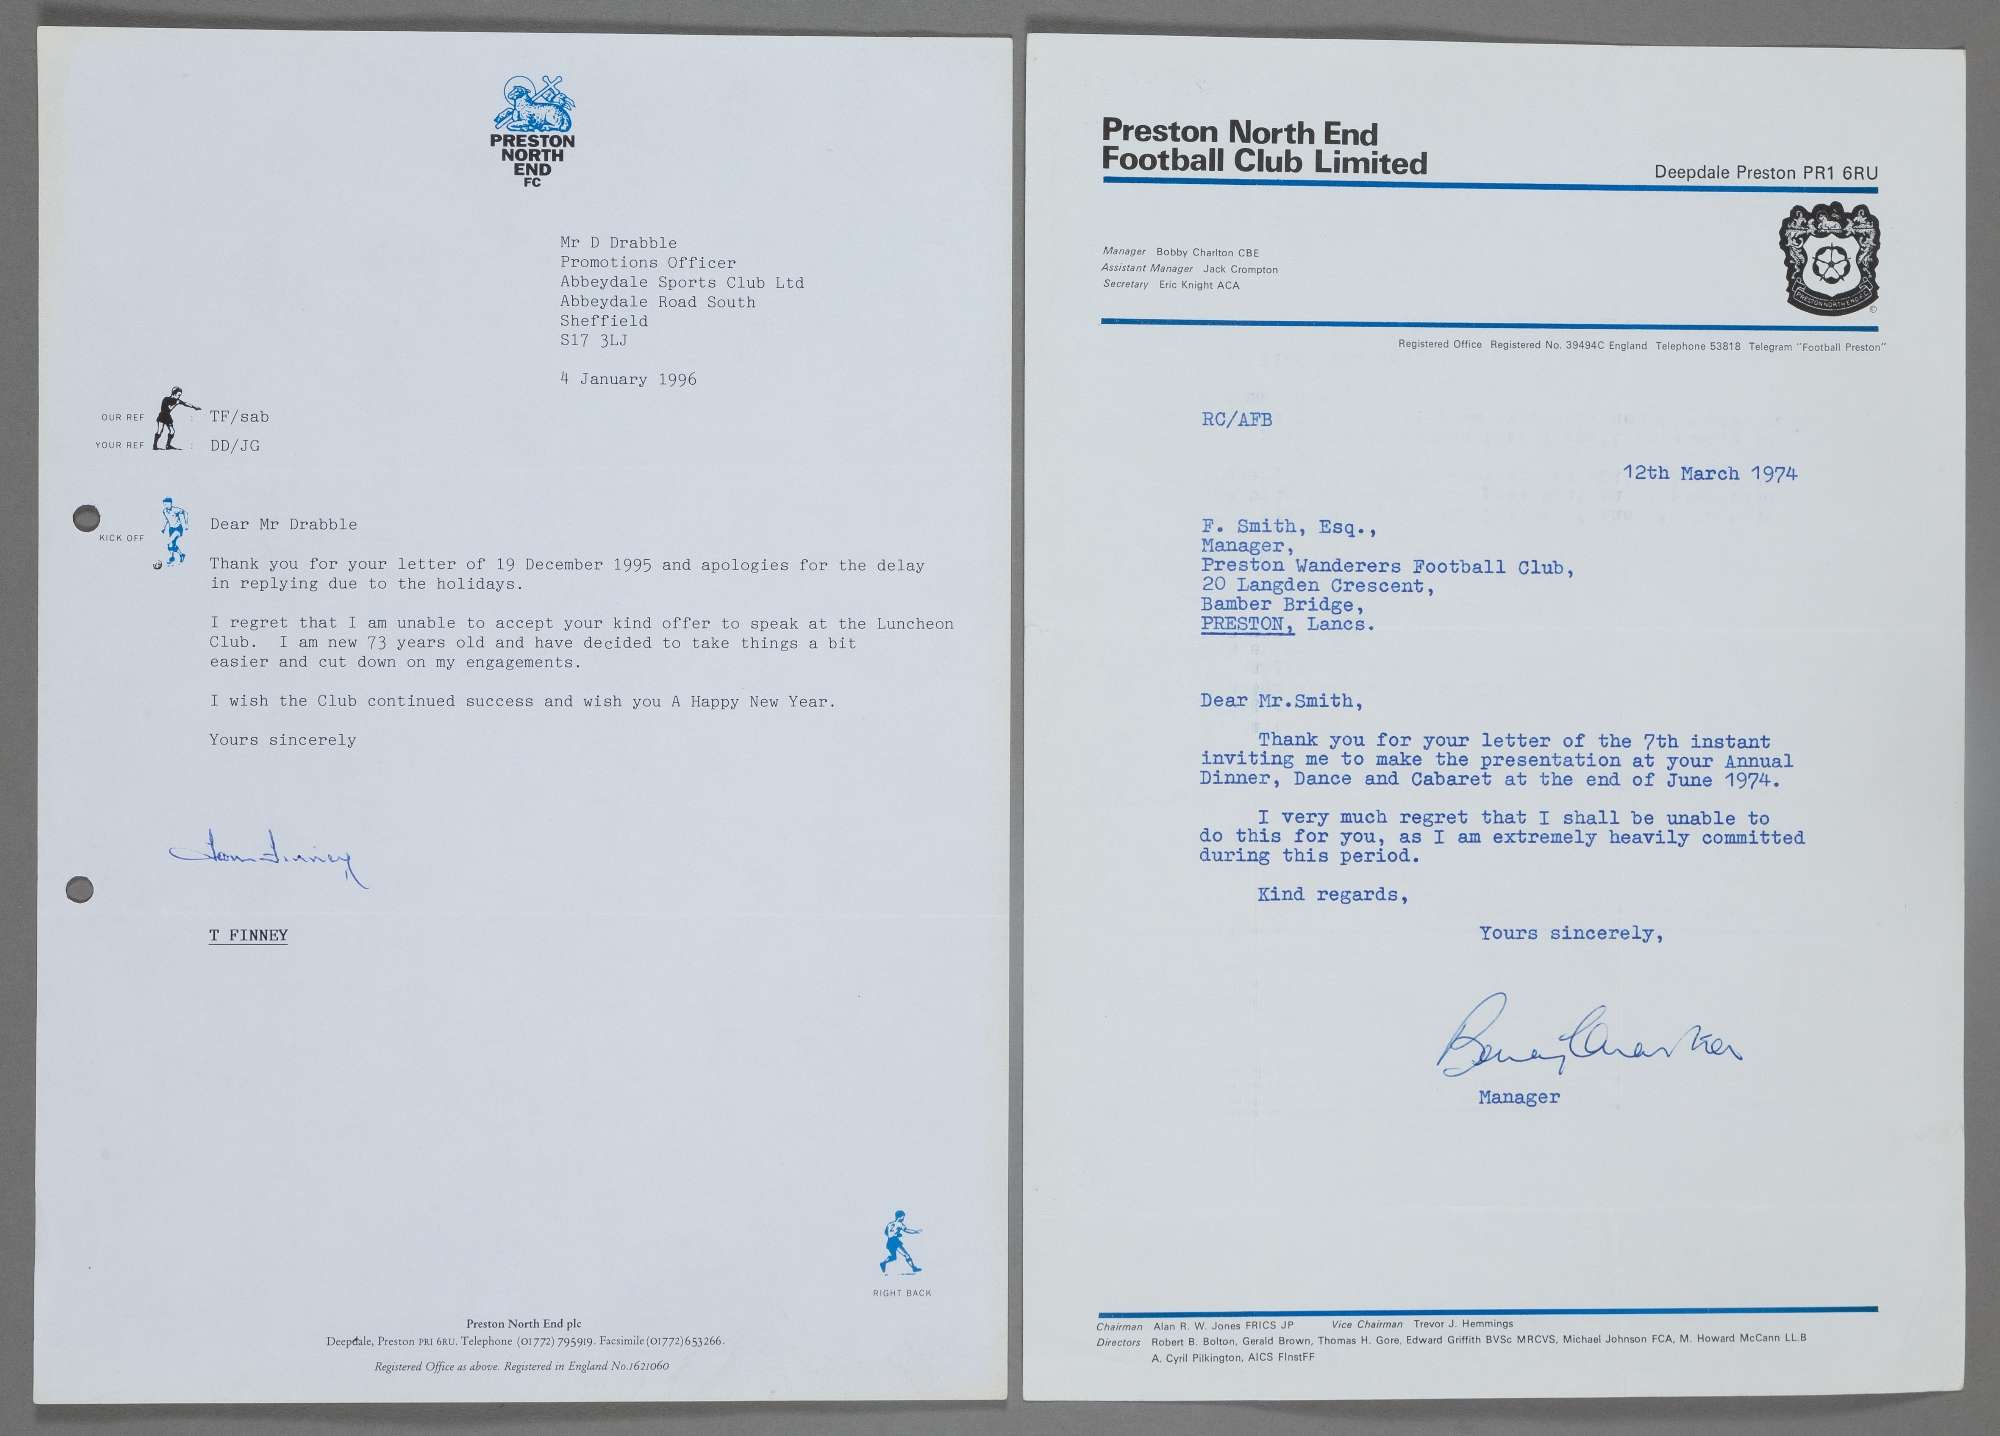 PRESTON
NORTH
END
FC
Mr D Drabble
Promotions Officer
Abbeydale Sports Club Ltd
Abbeydale Road South
Sheffield
S17 3LJ
4 January 1996
OUR REF : TF/sab
YOUR REF : DD/JG
KICK OFF
Dear Mr Drabble
Thank you for your letter of 19 December 1995 and apologies for the delay
in replying due to the holidays.
I regret that I am unable to accept your kind offer to speak at the Luncheon
Club. I am new 73 years old and have decided to take things a bit
easier and cut down on my engagements.
I wish the Club continued success and wish you A Happy New Year.
Yours sincerely
Tom Finney
T FINNEY
RIGHT BACK
Preston North End plc
Deepdale, Preston PR1 6RU. Telephone (01772) 795919. Facsimile (01772) 653266.
Registered Office as above. Registered in England No.1621060
Preston North End
Football Club Limited
Deepdale Preston PR1 6RU
Manager Bobby Charlton CBE
Assistant Manager Jack Crompton
Secretary Eric Knight ACA
PRESTON NORTH END F.C.
©
Registered Office Registered No. 39494C England Telephone 53818 Telegram "Football Preston"
RC/AFB
12th March 1974
F. Smith, Esq.,
Manager,
Preston Wanderers Football Club,
20 Langden Crescent,
Bamber Bridge,
PRESTON, Lancs.
Dear Mr.Smith,
Thank you for your letter of the 7th instant
inviting me to make the presentation at your Annual
Dinner, Dance and Cabaret at the end of June 1974.
I very much regret that I shall be unable to
do this for you, as I am extremely heavily committed
during this period.
Kind regards,
Yours sincerely,
Bobby Charlton
Manager
Chairman Alan R. W. Jones FRICS JP Vice Chairman Trevor J. Hemmings
Directors Robert B. Bolton, Gerald Brown, Thomas H. Gore, Edward Griffith BVSc MRCVS, Michael Johnson FCA, M. Howard McCann LL.B
A. Cyril Pilkington, AICS FInstFF